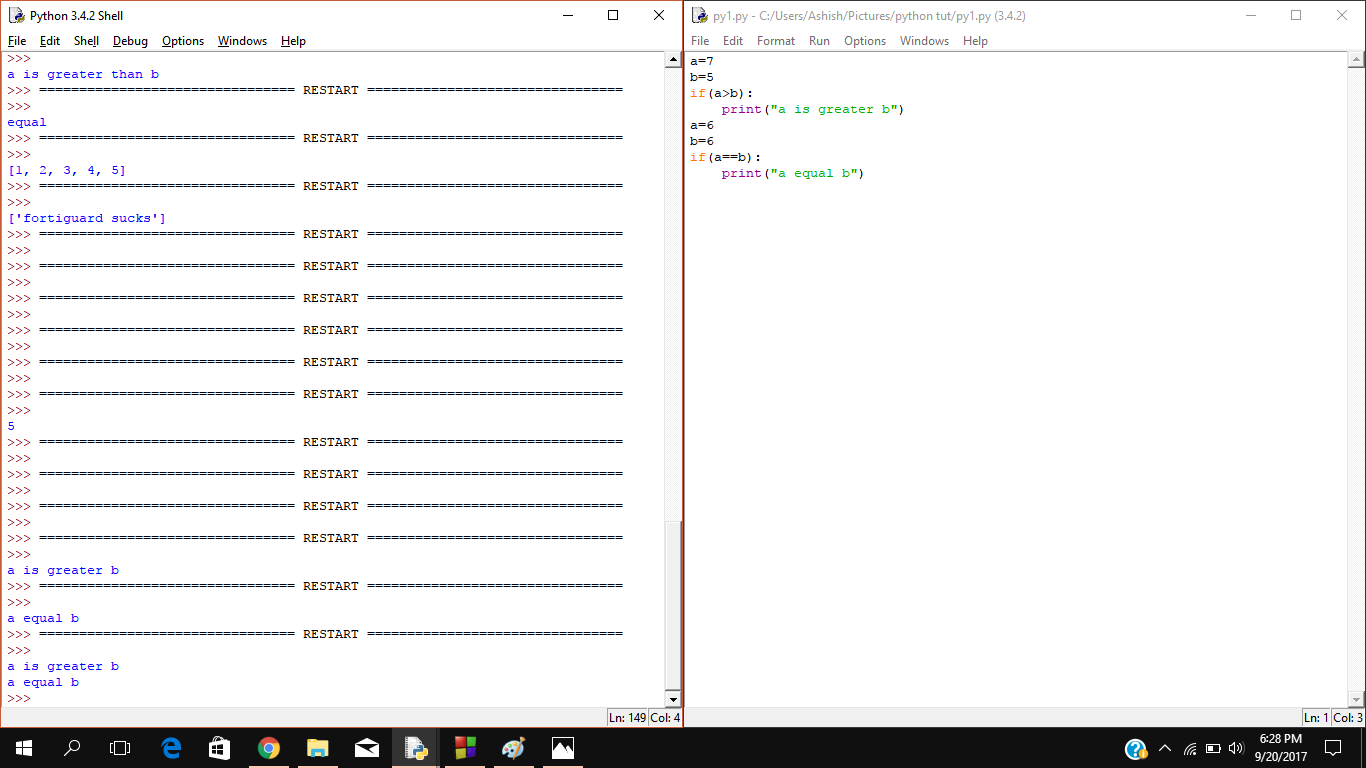 Python 3.4.2 Shell
File Edit Shell Debug Options Windows Help
>>>
a is greater than b
>>> ================================ RESTART ================================
>>>
equal
>>> ================================ RESTART ================================
>>>
[1, 2, 3, 4, 5]
>>> ================================ RESTART ================================
>>>
['fortiguard sucks']
>>> ================================ RESTART ================================
>>>
>>> ================================ RESTART ================================
>>>
>>> ================================ RESTART ================================
>>>
>>> ================================ RESTART ================================
>>>
>>> ================================ RESTART ================================
>>>
>>> ================================ RESTART ================================
>>>
5
>>> ================================ RESTART ================================
>>>
>>> ================================ RESTART ================================
>>>
>>> ================================ RESTART ================================
>>>
>>> ================================ RESTART ================================
>>>
a is greater b
>>> ================================ RESTART ================================
>>>
a equal b
>>> ================================ RESTART ================================
>>>
a is greater b
a equal b
>>>
Ln: 149 Col: 4
py1.py - C:/Users/Ashish/Pictures/python tut/py1.py (3.4.2)
File Edit Format Run Options Windows Help
a=7
b=5
if(a>b):
    print("a is greater b")
a=6
b=6
if(a==b):
    print("a equal b")
Ln: 1 Col: 3
6:28 PM
9/20/2017